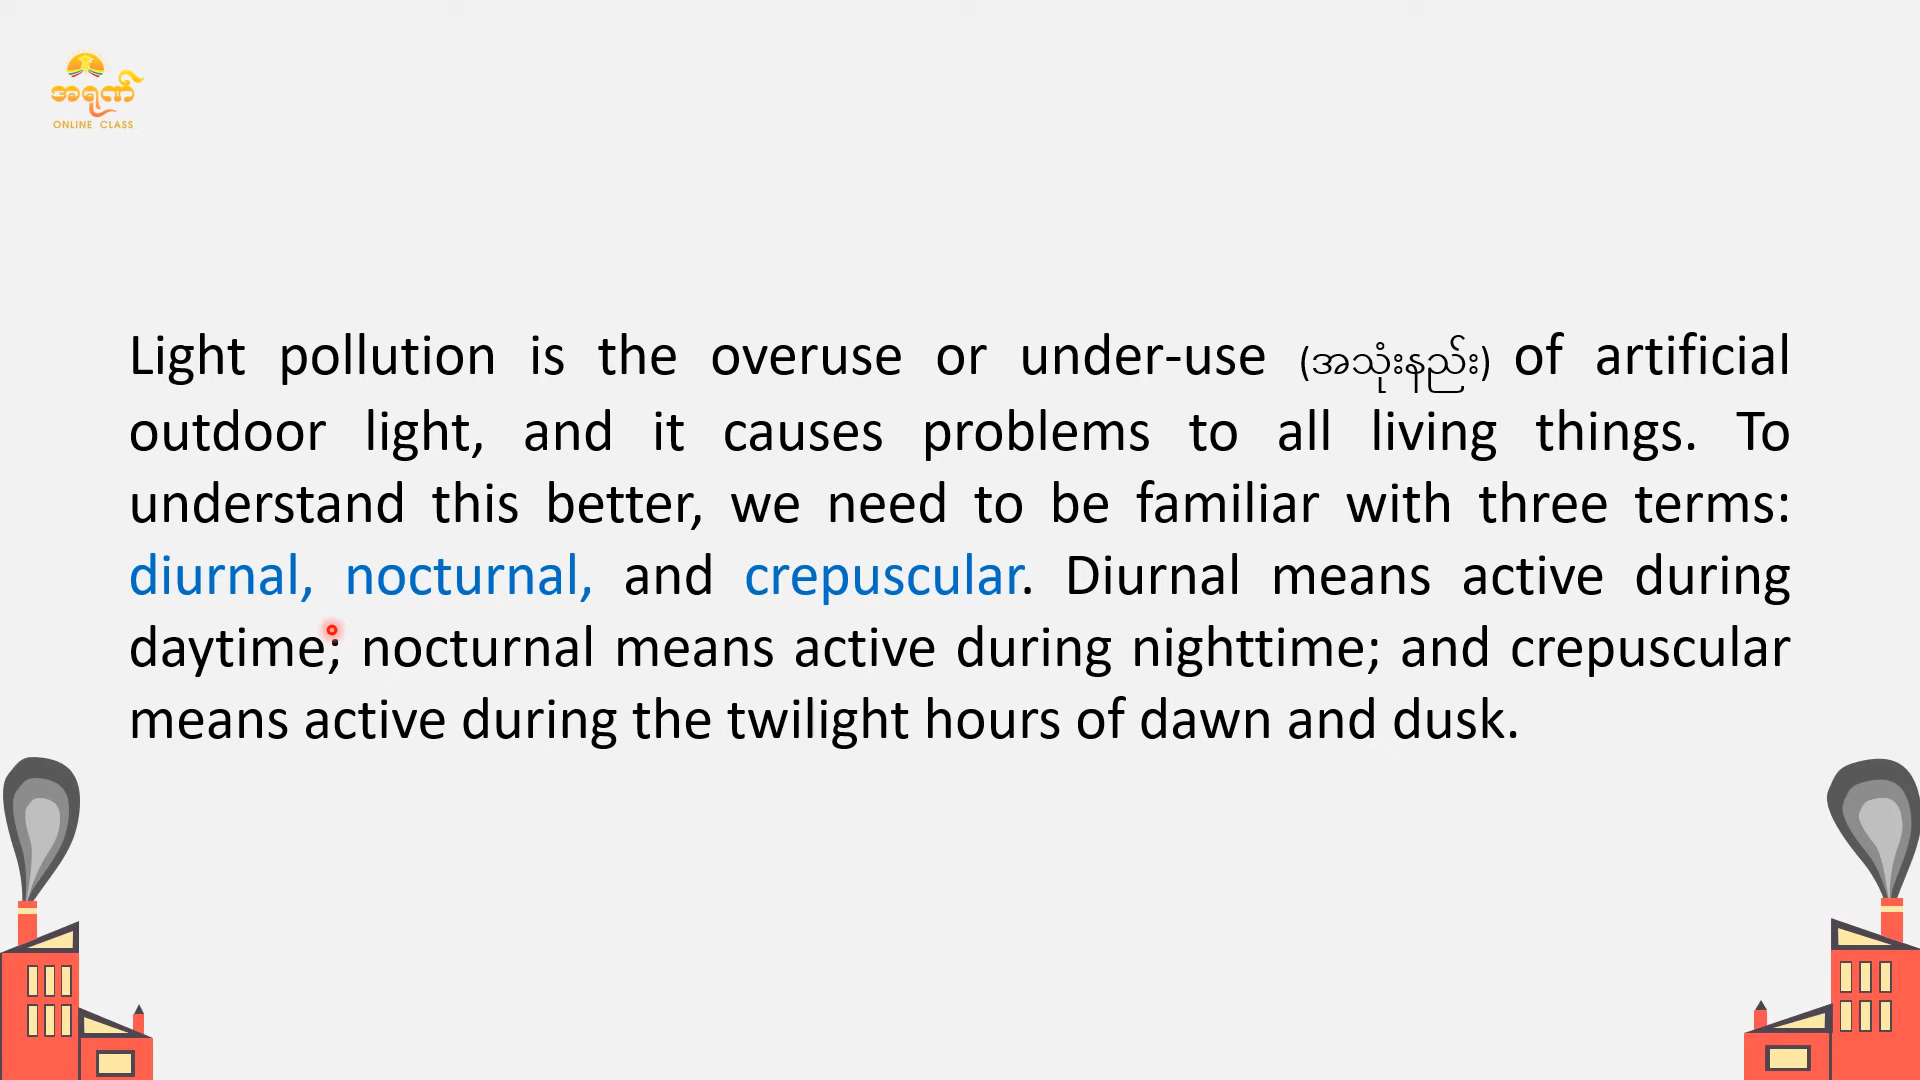 အရုဏ်
ONLINE CLASS
Light pollution is the overuse or under-use (အသုံးနည်း) of artificial
outdoor light, and it causes problems to all living things. To
understand this better, we need to be familiar with three terms:
diurnal, nocturnal, and crepuscular. Diurnal means active during
daytime; nocturnal means active during nighttime; and crepuscular
means active during the twilight hours of dawn and dusk.